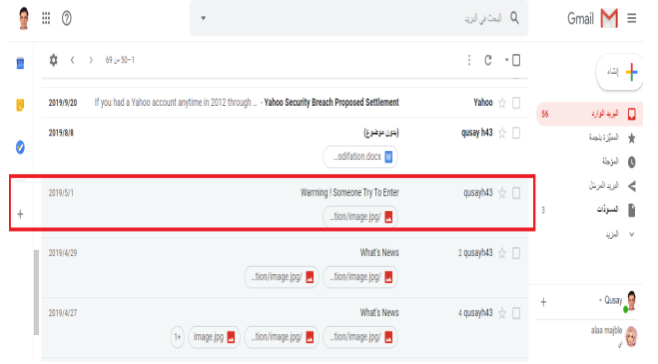 Gmail
البحث في البريد
إنشاء
1–50 من 69
البريد الوارد 56
المميّزة بنجمة
المؤجلة
البريد المرسَل
المسودّات 3
المزيد
Yahoo
If you had a Yahoo account anytime in 2012 through ... - Yahoo Security Breach Proposed Settlement
2019/9/20
qusay h43
(بدون موضوع)
2019/8/8
...odifation.docx
W
qusayh43
Warrning ! Someone Try To Enter
2019/5/1
...tion/image.jpg/
2 qusayh43
What's News
2019/4/29
...tion/image.jpg/
...tion/image.jpg/
4 qusayh43
What's News
2019/4/27
...tion/image.jpg/
...tion/image.jpg/
image.jpg
1+
Qusay
alaa majble